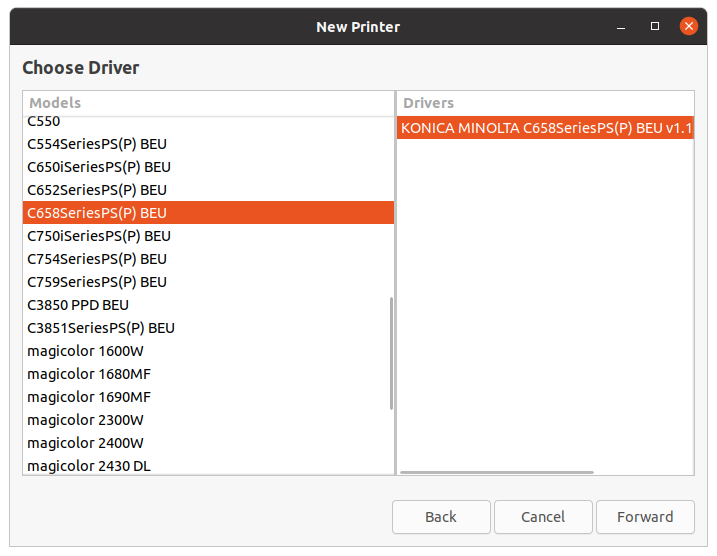 New Printer
Choose Driver
Models
Drivers
C550
KONICA MINOLTA C658SeriesPS(P) BEU v1.1
C554SeriesPS(P) BEU
C650iSeriesPS(P) BEU
C652SeriesPS(P) BEU
C658SeriesPS(P) BEU
C750iSeriesPS(P) BEU
C754SeriesPS(P) BEU
C759SeriesPS(P) BEU
C3850 PPD BEU
C3851SeriesPS(P) BEU
magicolor 1600W
magicolor 1680MF
magicolor 1690MF
magicolor 2300W
magicolor 2400W
magicolor 2430 DL
Back
Cancel
Forward